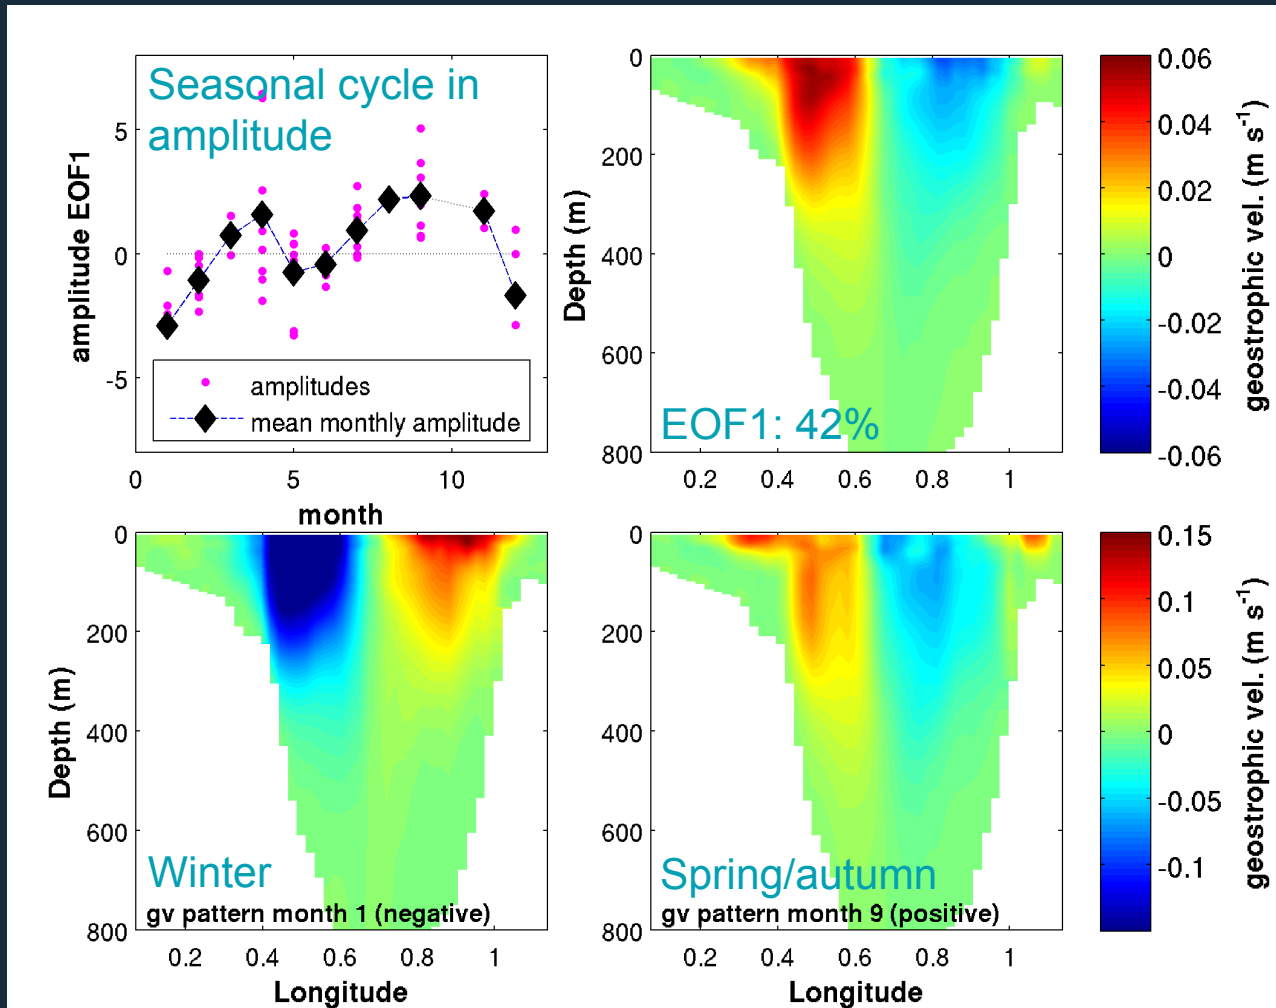 Seasonal cycle in
amplitude
amplitude EOF1
5
0
-5
amplitudes
mean monthly amplitude
0
5
10
month
0
200
400
600
800
Depth (m)
EOF1: 42%
0.2
0.4
0.6
0.8
1
0.06
0.04
0.02
0
-0.02
-0.04
-0.06
geostrophic vel. (m s⁻¹)
0
200
400
600
800
Depth (m)
Winter
gv pattern month 1 (negative)
0.2
0.4
0.6
0.8
1
Longitude
0
200
400
600
800
Spring/autumn
gv pattern month 9 (positive)
0.2
0.4
0.6
0.8
1
Longitude
0.15
0.1
0.05
0
-0.05
-0.1
geostrophic vel. (m s⁻¹)